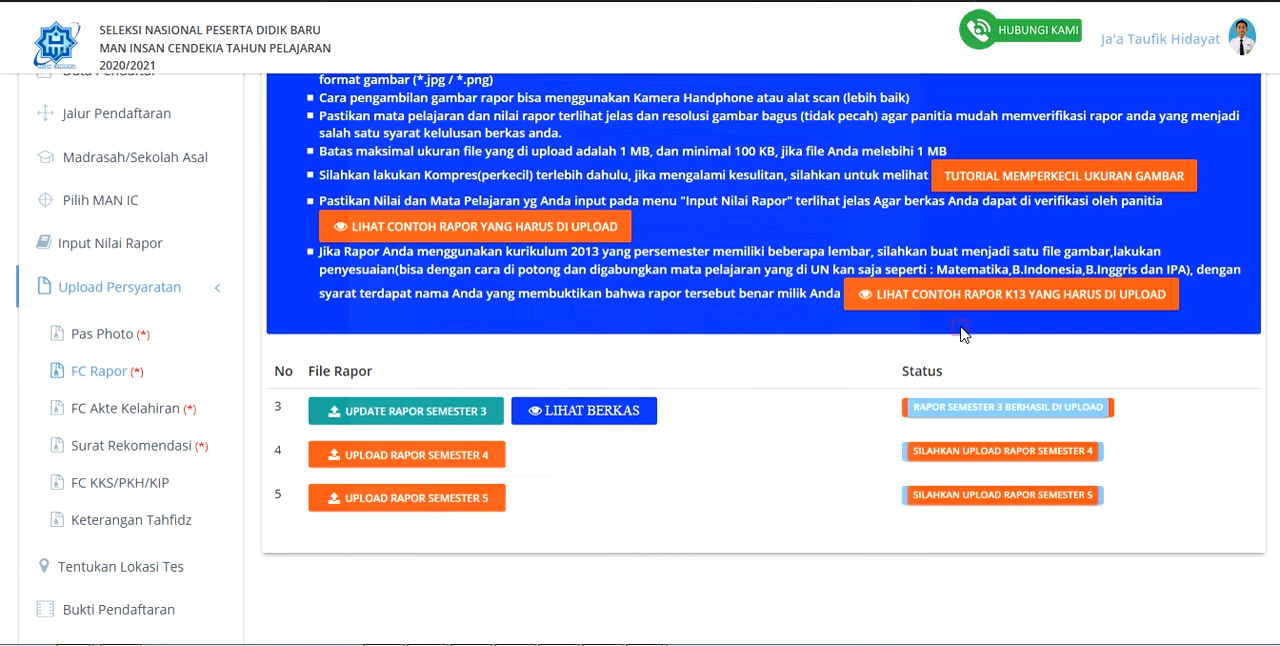 SELEKSI NASIONAL PESERTA DIDIK BARU
MAN INSAN CENDEKIA TAHUN PELAJARAN
2020/2021
HUBUNGI KAMI
Ja'a Taufik Hidayat
Data Pendaftar
Jalur Pendaftaran
Madrasah/Sekolah Asal
Pilih MAN IC
Input Nilai Rapor
Upload Persyaratan
Pas Photo (*)
FC Rapor (*)
FC Akte Kelahiran (*)
Surat Rekomendasi (*)
FC KKS/PKH/KIP
Keterangan Tahfidz
Tentukan Lokasi Tes
Bukti Pendaftaran
format gambar (*.jpg / *.png)
Cara pengambilan gambar rapor bisa menggunakan Kamera Handphone atau alat scan (lebih baik)
Pastikan mata pelajaran dan nilai rapor terlihat jelas dan resolusi gambar bagus (tidak pecah) agar panitia mudah memverifikasi rapor anda yang menjadi
salah satu syarat kelulusan berkas anda.
Batas maksimal ukuran file yang di upload adalah 1 MB, dan minimal 100 KB, jika file Anda melebihi 1 MB
Silahkan lakukan Kompres(perkecil) terlebih dahulu, jika mengalami kesulitan, silahkan untuk melihat TUTORIAL MEMPERKECIL UKURAN GAMBAR
Pastikan Nilai dan Mata Pelajaran yg Anda input pada menu "Input Nilai Rapor" terlihat jelas Agar berkas Anda dapat di verifikasi oleh panitia
LIHAT CONTOH RAPOR YANG HARUS DI UPLOAD
Jika Rapor Anda menggunakan kurikulum 2013 yang persemester memiliki beberapa lembar, silahkan buat menjadi satu file gambar,lakukan
penyesuaian(bisa dengan cara di potong dan digabungkan mata pelajaran yang di UN kan saja seperti : Matematika,B.Indonesia,B.Inggris dan IPA), dengan
syarat terdapat nama Anda yang membuktikan bahwa rapor tersebut benar milik Anda LIHAT CONTOH RAPOR K13 YANG HARUS DI UPLOAD
No File Rapor Status
3 UPDATE RAPOR SEMESTER 3 LIHAT BERKAS RAPOR SEMESTER 3 BERHASIL DI UPLOAD
4 UPLOAD RAPOR SEMESTER 4 SILAHKAN UPLOAD RAPOR SEMESTER 4
5 UPLOAD RAPOR SEMESTER 5 SILAHKAN UPLOAD RAPOR SEMESTER 5